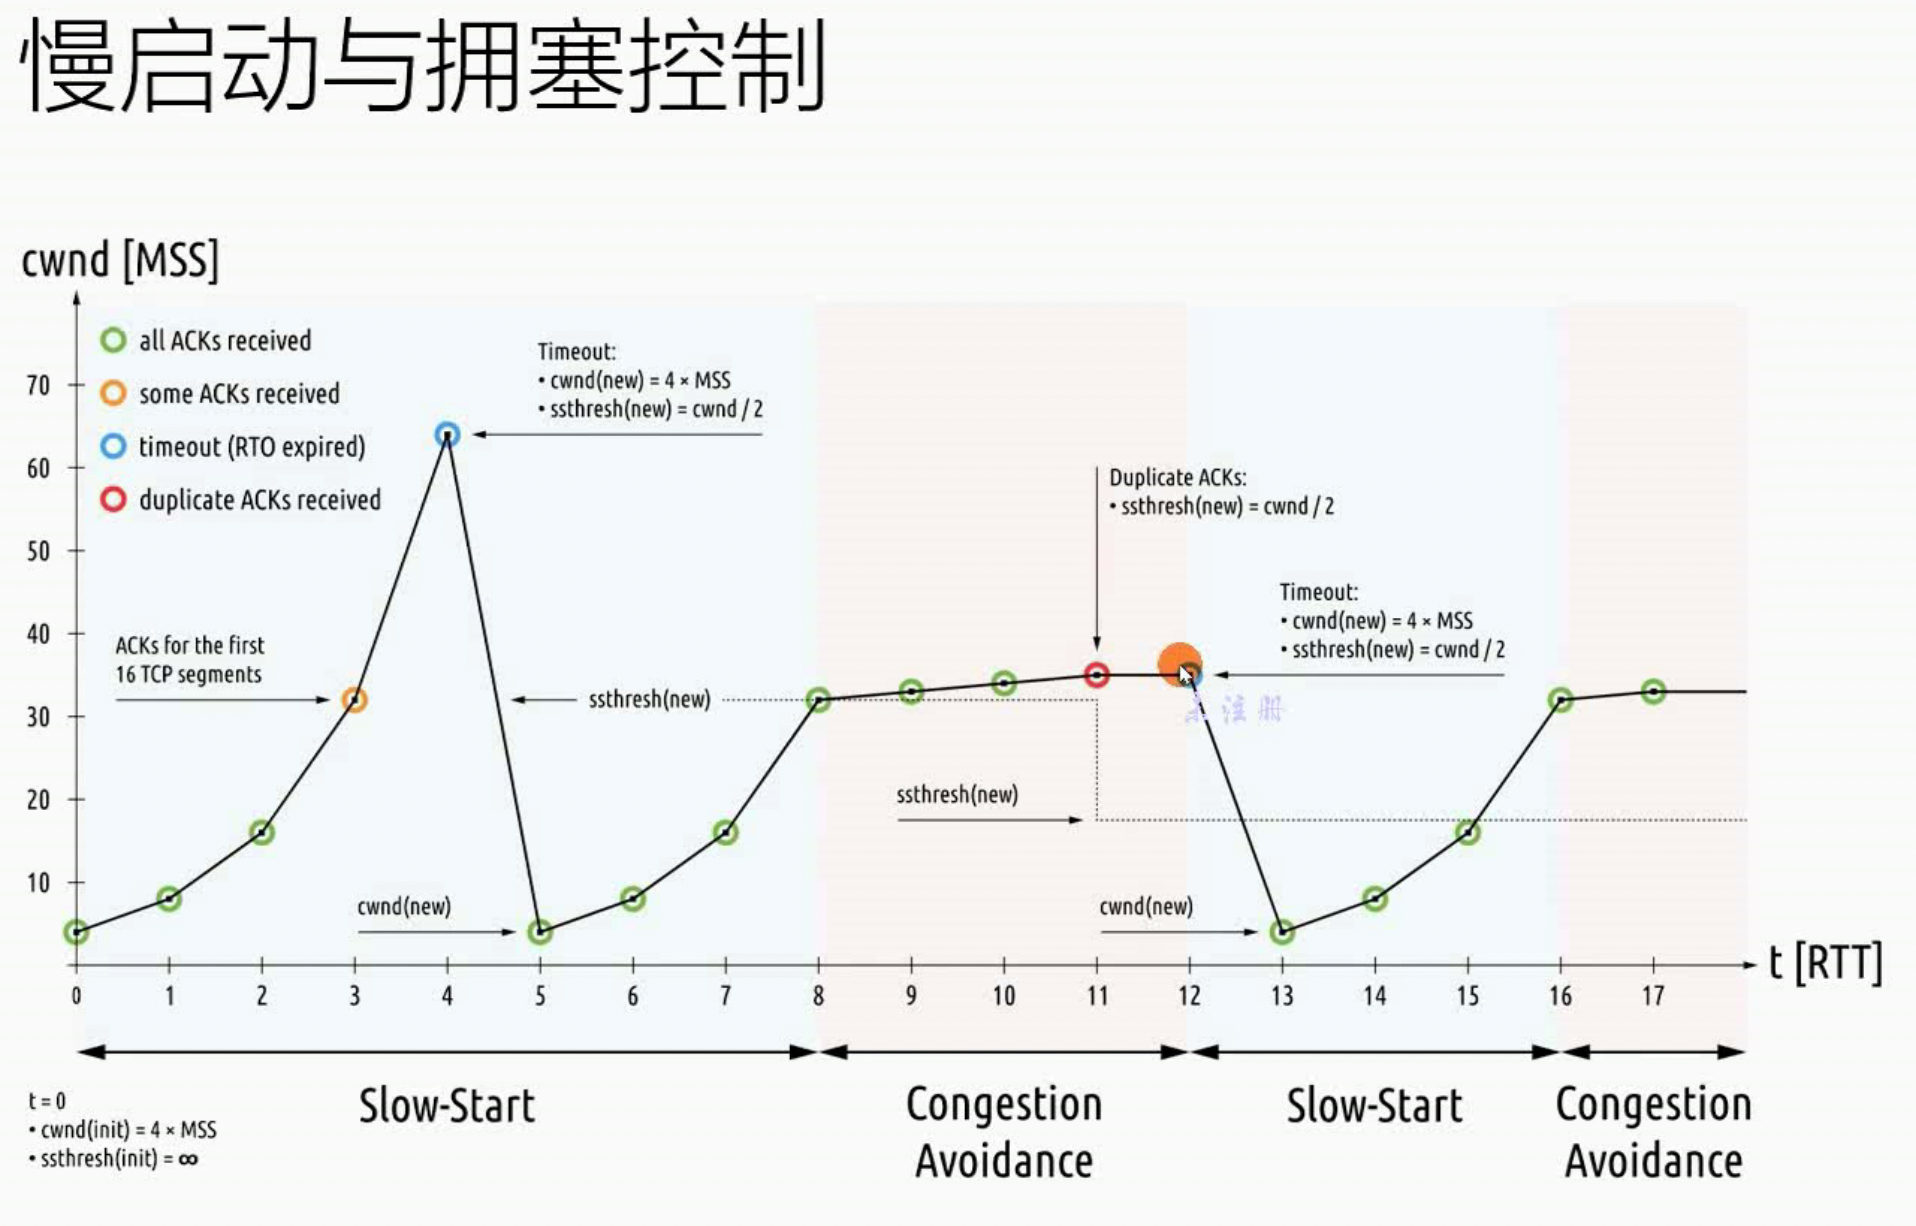 慢启动与拥塞控制
cwnd [MSS]
all ACKs received
some ACKs received
timeout (RTO expired)
duplicate ACKs received
Timeout:
• cwnd(new) = 4 × MSS
• ssthresh(new) = cwnd / 2
Duplicate ACKs:
• ssthresh(new) = cwnd / 2
Timeout:
• cwnd(new) = 4 × MSS
• ssthresh(new) = cwnd / 2
ACKs for the first
16 TCP segments
ssthresh(new)
ssthresh(new)
cwnd(new)
cwnd(new)
70
60
50
40
30
20
10
未注册
t [RTT]
0 1 2 3 4 5 6 7 8 9 10 11 12 13 14 15 16 17
Slow-Start
Congestion
Avoidance
Slow-Start
Congestion
Avoidance
t = 0
• cwnd(init) = 4 × MSS
• ssthresh(init) = ∞